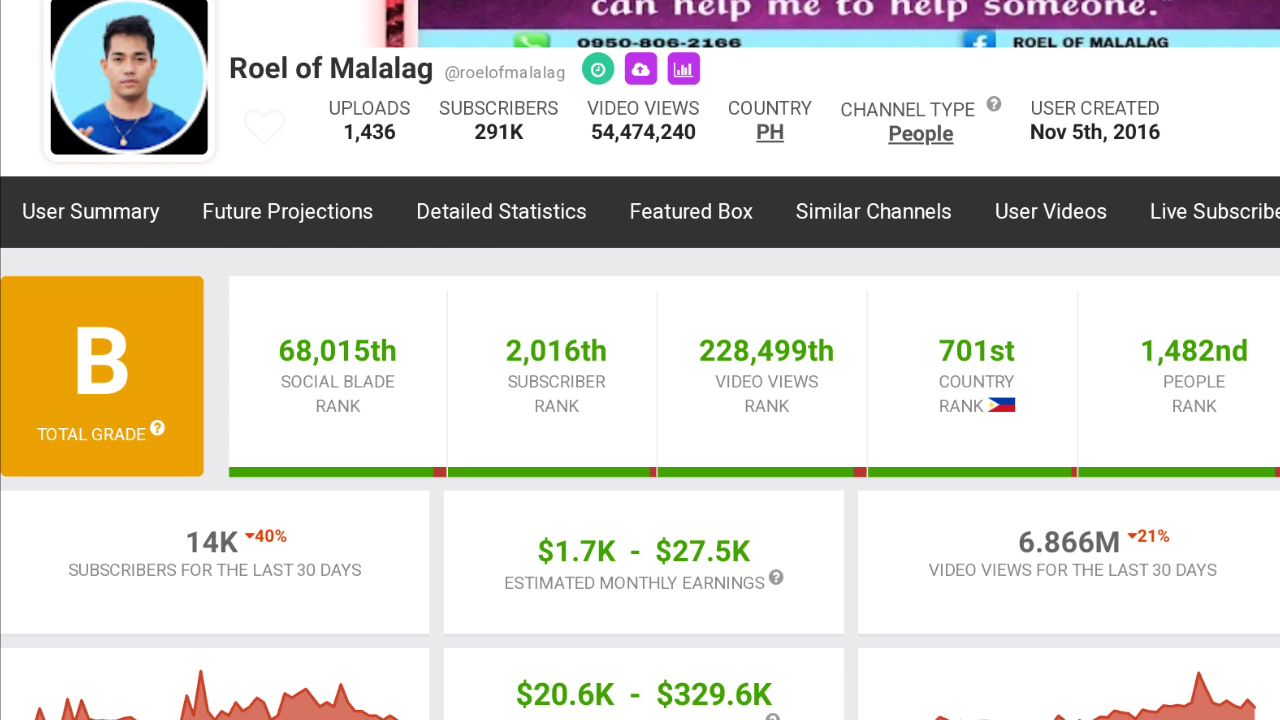 can help me to help someone."
0950-806-2166 ROEL OF MALALAG
Roel of Malalag @roelofmalalag
UPLOADS SUBSCRIBERS VIDEO VIEWS COUNTRY CHANNEL TYPE ? USER CREATED
1,436 291K 54,474,240 PH People Nov 5th, 2016
User Summary Future Projections Detailed Statistics Featured Box Similar Channels User Videos Live Subscribe
B
TOTAL GRADE ?
68,015th 2,016th 228,499th 701st 1,482nd
SOCIAL BLADE SUBSCRIBER VIDEO VIEWS COUNTRY PEOPLE
RANK RANK RANK RANK RANK
14K 40% $1.7K - $27.5K 6.866M 21%
SUBSCRIBERS FOR THE LAST 30 DAYS ESTIMATED MONTHLY EARNINGS ? VIDEO VIEWS FOR THE LAST 30 DAYS
$20.6K - $329.6K